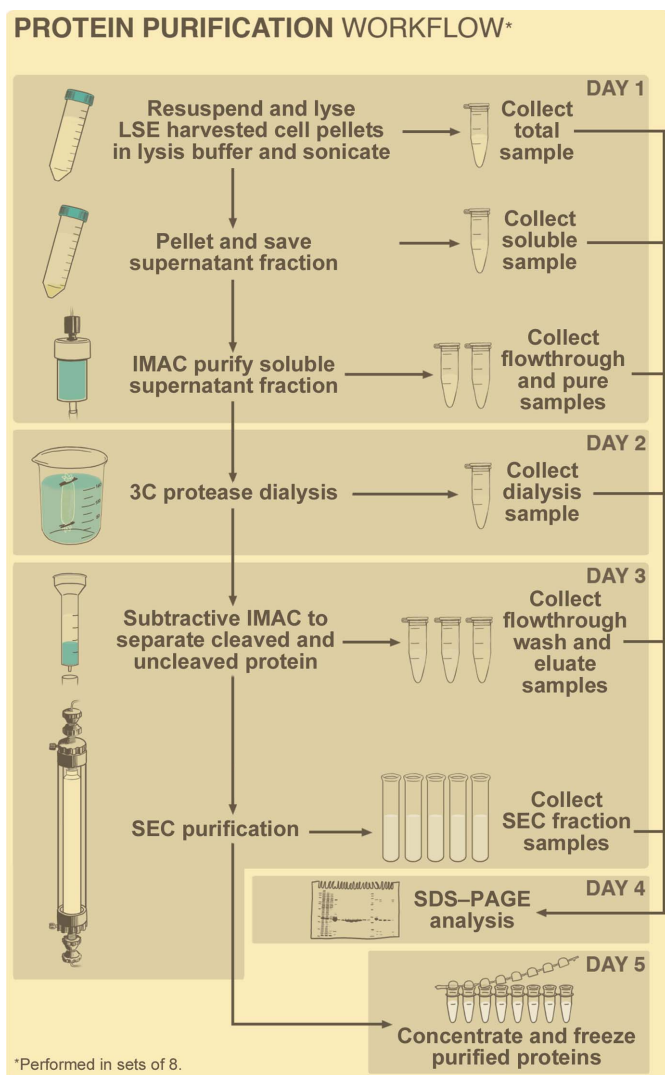 PROTEIN PURIFICATION WORKFLOW*
DAY 1
Resuspend and lyse
LSE harvested cell pellets
in lysis buffer and sonicate
Collect
total
sample
Pellet and save
supernatant fraction
Collect
soluble
sample
IMAC purify soluble
supernatant fraction
Collect
flowthrough
and pure
samples
DAY 2
3C protease dialysis
Collect
dialysis
sample
DAY 3
Subtractive IMAC to
separate cleaved and
uncleaved protein
Collect
flowthrough
wash and
eluate
samples
SEC purification
Collect
SEC fraction
samples
DAY 4
SDS–PAGE
analysis
DAY 5
Concentrate and freeze
purified proteins
*Performed in sets of 8.